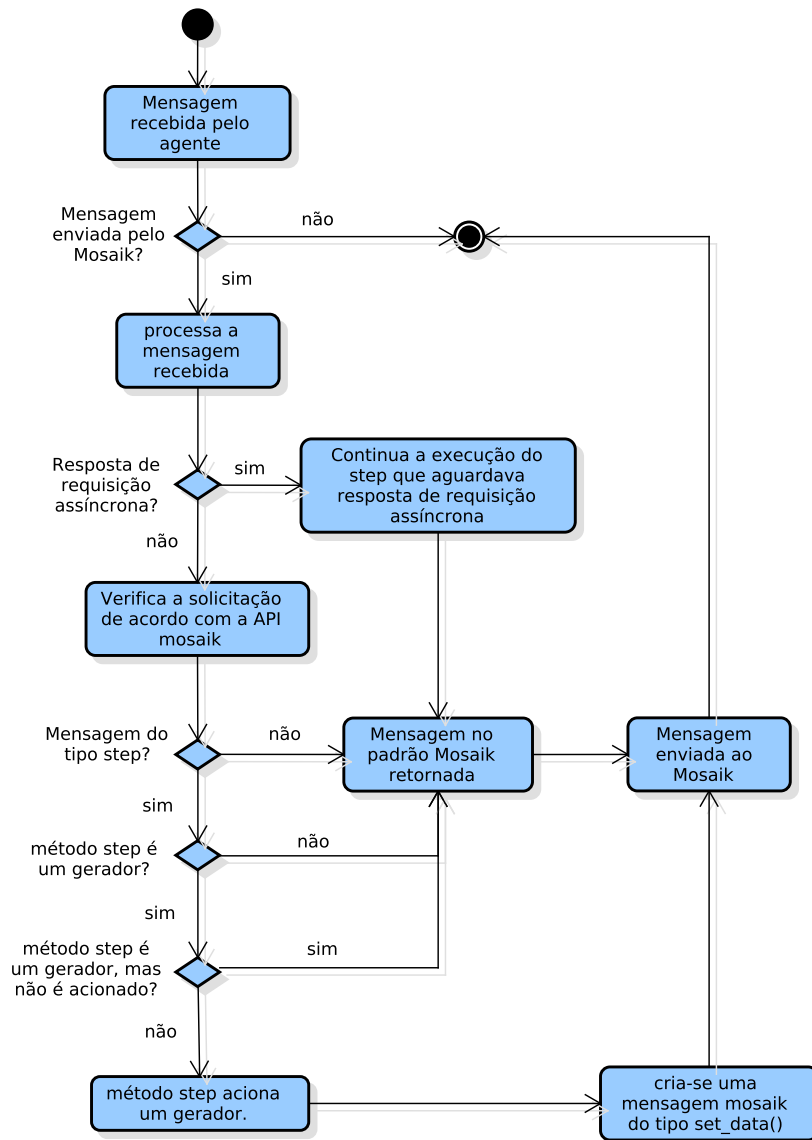 Mensagem
recebida pelo
agente
Mensagem
enviada pelo
Mosaik?
não
sim
processa a
mensagem
recebida
Resposta de
requisição
assíncrona?
sim
Continua a execução do
step que aguardava
resposta de requisição
assíncrona
não
Verifica a solicitação
de acordo com a API
mosaik
Mensagem do
tipo step?
não
Mensagem no
padrão Mosaik
retornada
Mensagem
enviada ao
Mosaik
sim
método step é
um gerador?
não
sim
método step é
um gerador, mas
não é acionado?
sim
não
método step aciona
um gerador.
cria-se uma
mensagem mosaik
do tipo set_data()